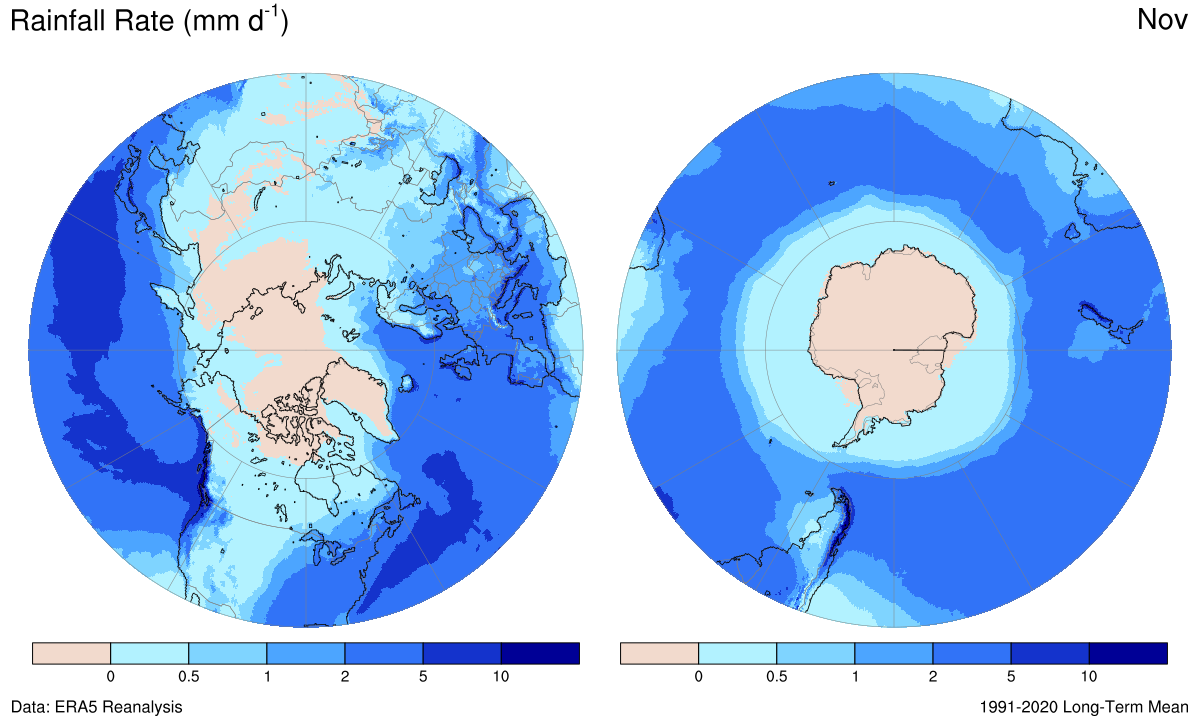 Rainfall Rate (mm d⁻¹)
Nov
0 0.5 1 2 5 10
0 0.5 1 2 5 10
Data: ERA5 Reanalysis
1991-2020 Long-Term Mean